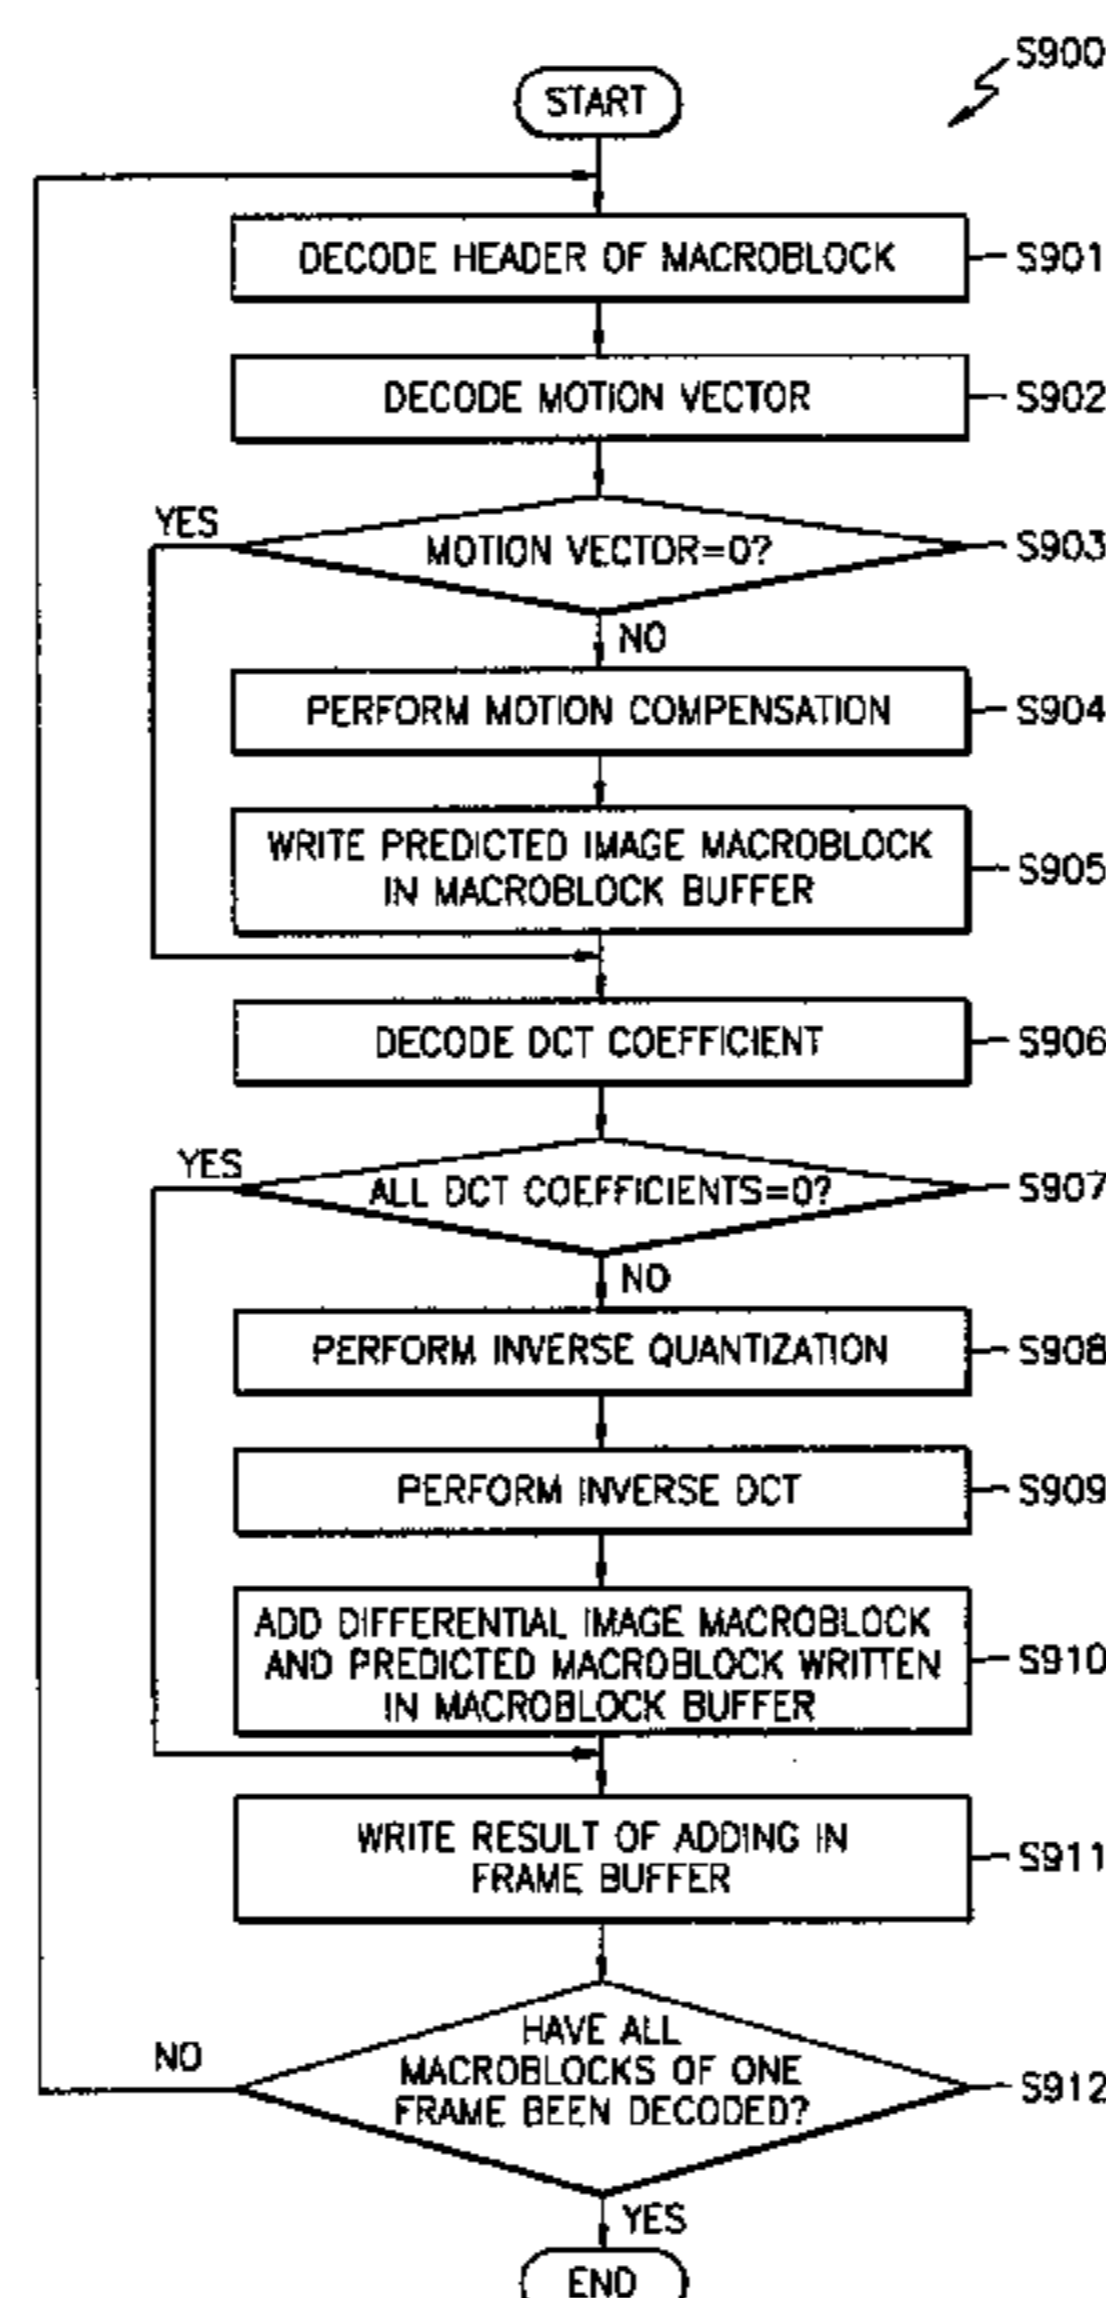 S900
START
DECODE HEADER OF MACROBLOCK
S901
DECODE MOTION VECTOR
S902
YES
MOTION VECTOR=0?
S903
NO
PERFORM MOTION COMPENSATION
S904
WRITE PREDICTED IMAGE MACROBLOCK
IN MACROBLOCK BUFFER
S905
DECODE DCT COEFFICIENT
S906
YES
ALL DCT COEFFICIENTS=0?
S907
NO
PERFORM INVERSE QUANTIZATION
S908
PERFORM INVERSE DCT
S909
ADD DIFFERENTIAL IMAGE MACROBLOCK
AND PREDICTED MACROBLOCK WRITTEN
IN MACROBLOCK BUFFER
S910
WRITE RESULT OF ADDING IN
FRAME BUFFER
S911
NO
HAVE ALL
MACROBLOCKS OF ONE
FRAME BEEN DECODED?
S912
YES
END